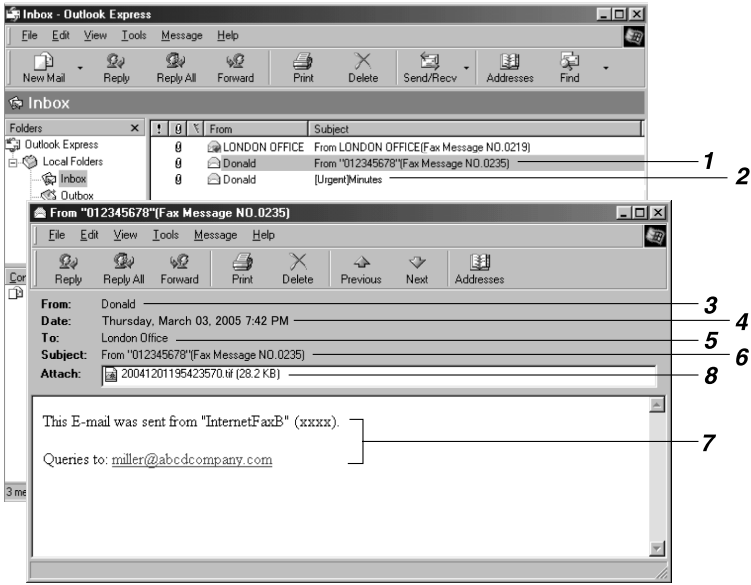 Inbox - Outlook Express
File Edit View Tools Message Help
New Mail Reply Reply All Forward Print Delete Send/Recv Addresses Find
Inbox
Folders × ! From Subject
Outlook Express LONDON OFFICE From LONDON OFFICE(Fax Message NO.0219)
Local Folders Donald From "012345678"(Fax Message NO.0235) 1
Inbox Donald [Urgent]Minutes 2
Outbox
From "012345678"(Fax Message NO.0235)
File Edit View Tools Message Help
Con Reply Reply All Forward Print Delete Previous Next Addresses
From: Donald 3
Date: Thursday, March 03, 2005 7:42 PM 4
To: London Office 5
Subject: From "012345678"(Fax Message NO.0235) 6
Attach: 20041201195423570.tif (28.2 KB) 8
This E-mail was sent from "InternetFaxB" (xxxx).
7
Queries to: miller@abcdcompany.com
3 me